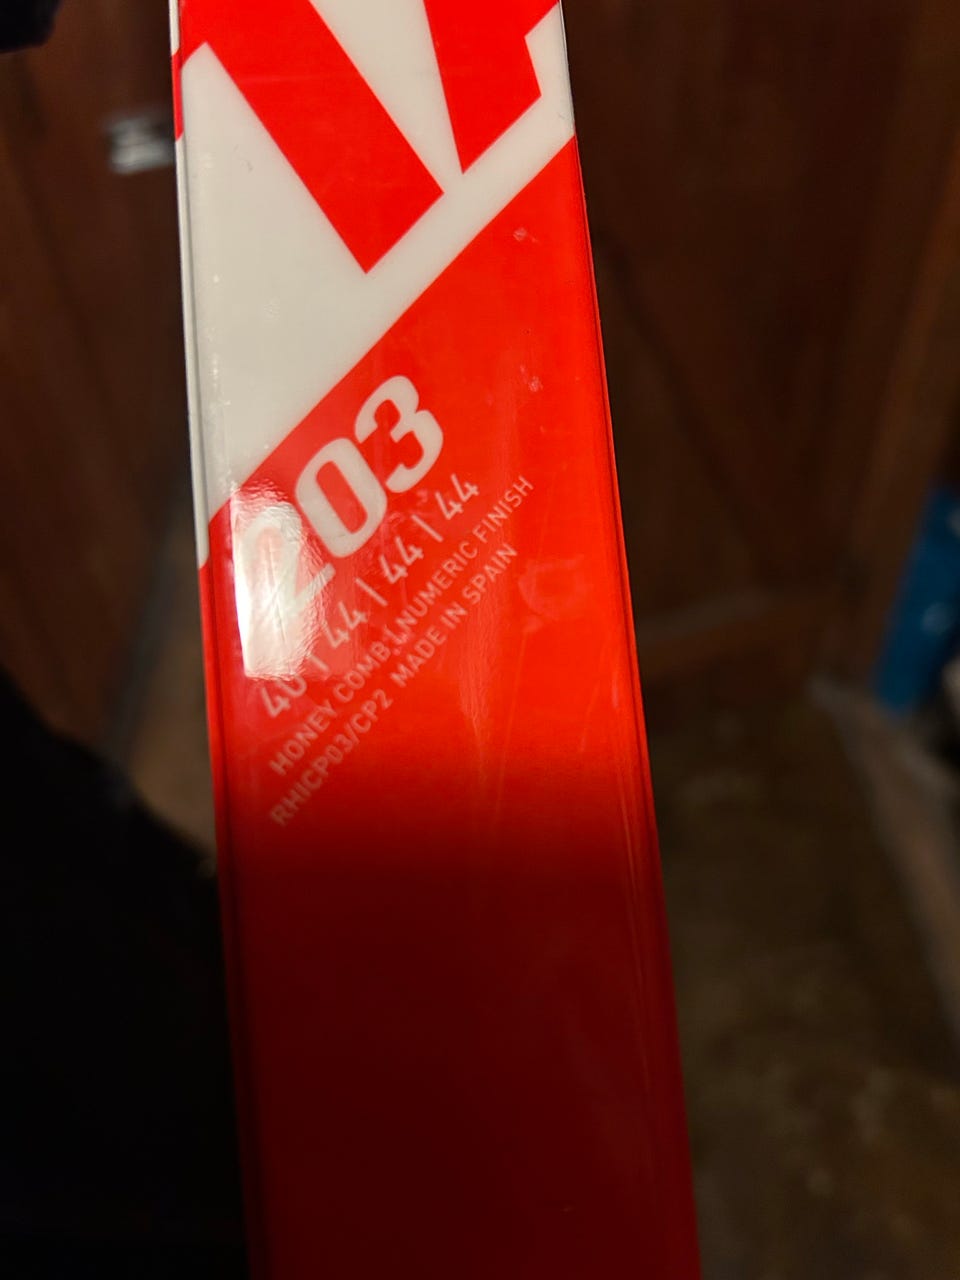 203
40 | 44 | 44 | 44
HONEY COMB. NUMERIC FINISH
RHICP03/CP2 MADE IN SPAIN